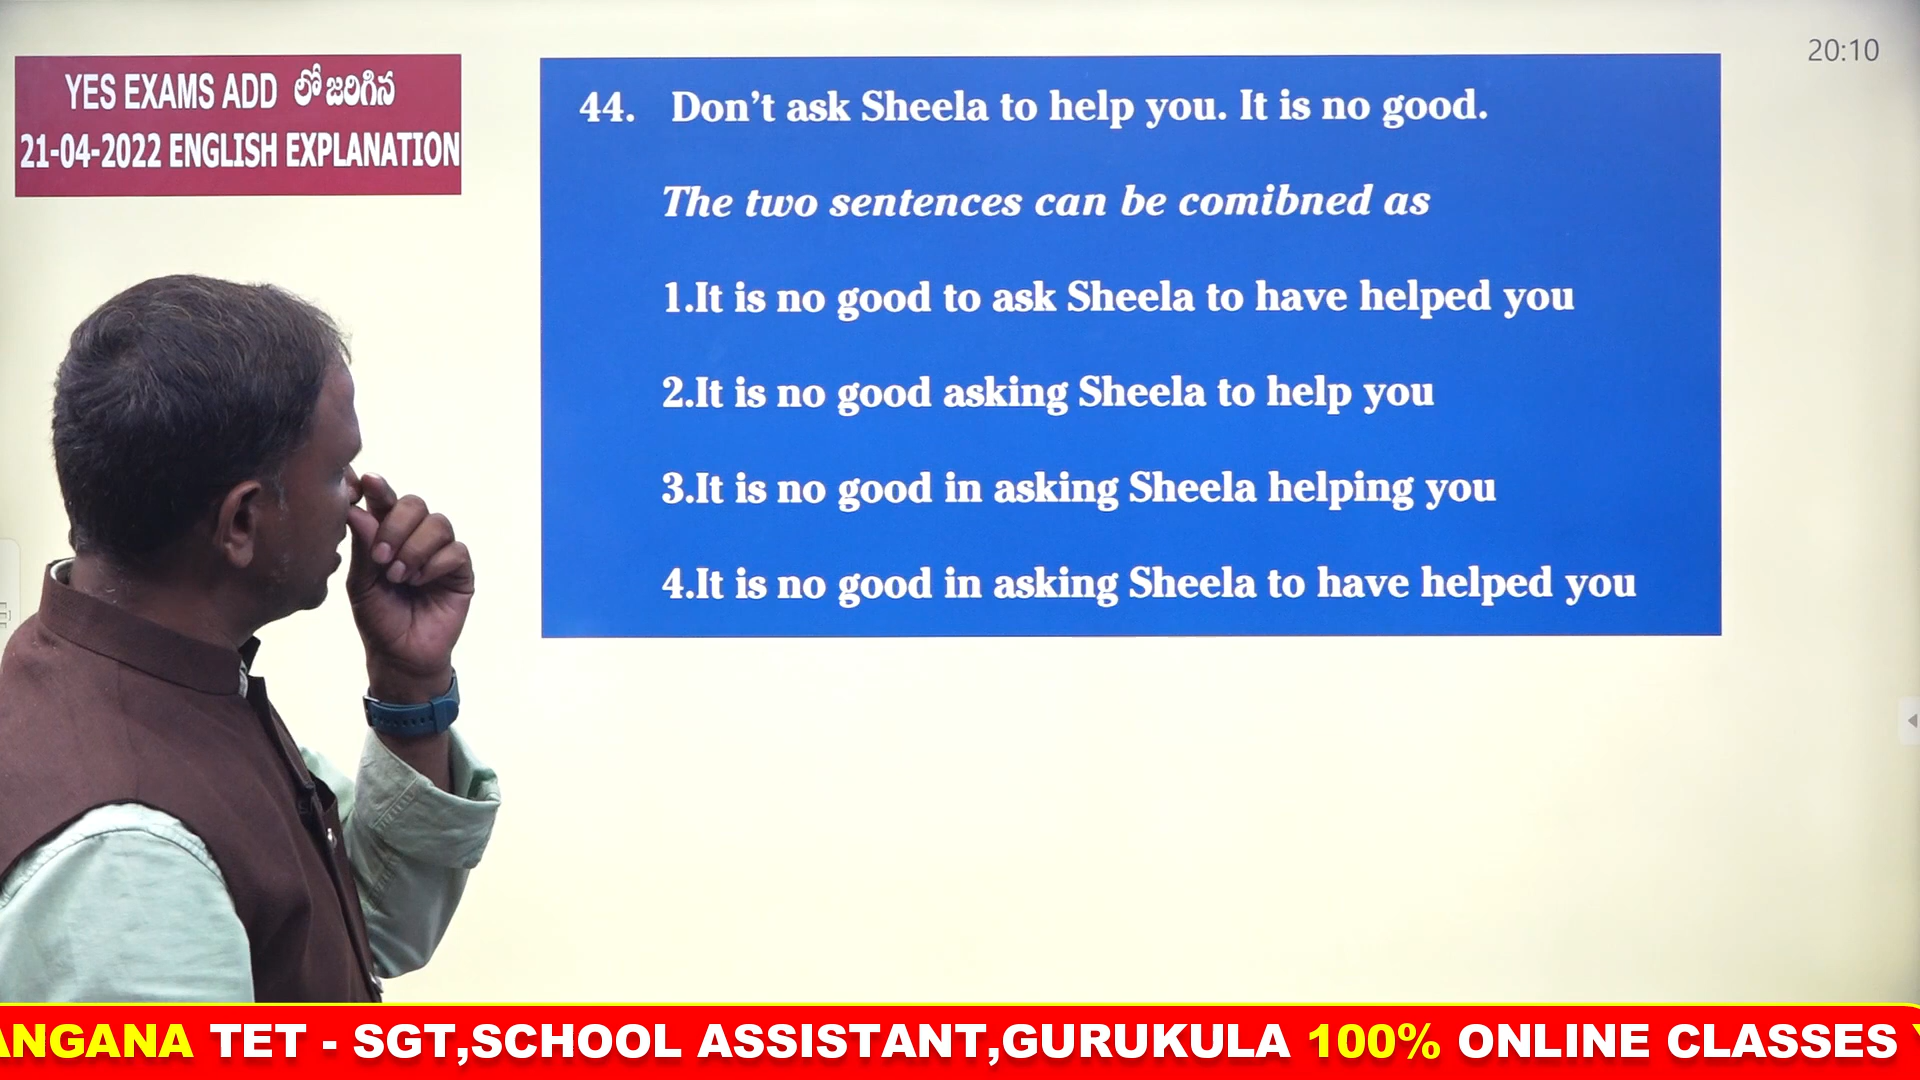 YES EXAMS ADD లో జరిగిన
21-04-2022 ENGLISH EXPLANATION
20:10
44. Don’t ask Sheela to help you. It is no good.
The two sentences can be comibned as
1.It is no good to ask Sheela to have helped you
2.It is no good asking Sheela to help you
3.It is no good in asking Sheela helping you
4.It is no good in asking Sheela to have helped you
ANGANA TET - SGT,SCHOOL ASSISTANT,GURUKULA 100% ONLINE CLASSES